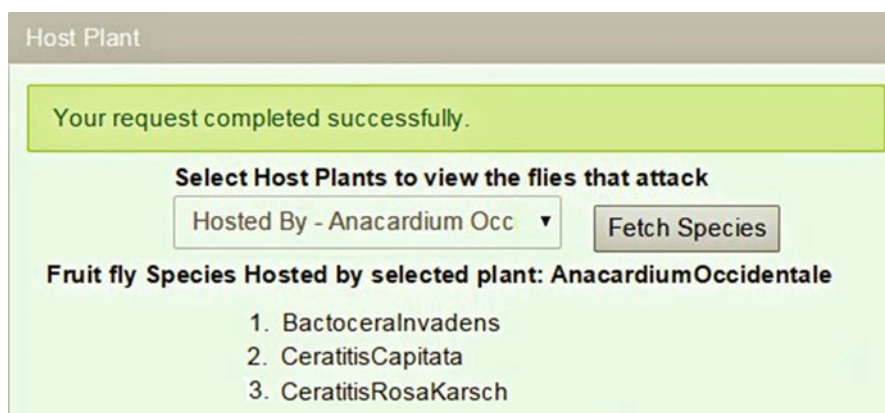 Host Plant
Your request completed successfully.
Select Host Plants to view the flies that attack
Hosted By - Anacardium Occ
Fetch Species
Fruit fly Species Hosted by selected plant: AnacardiumOccidentale
1. BactoceraInvadens
2. CeratitisCapitata
3. CeratitisRosaKarsch